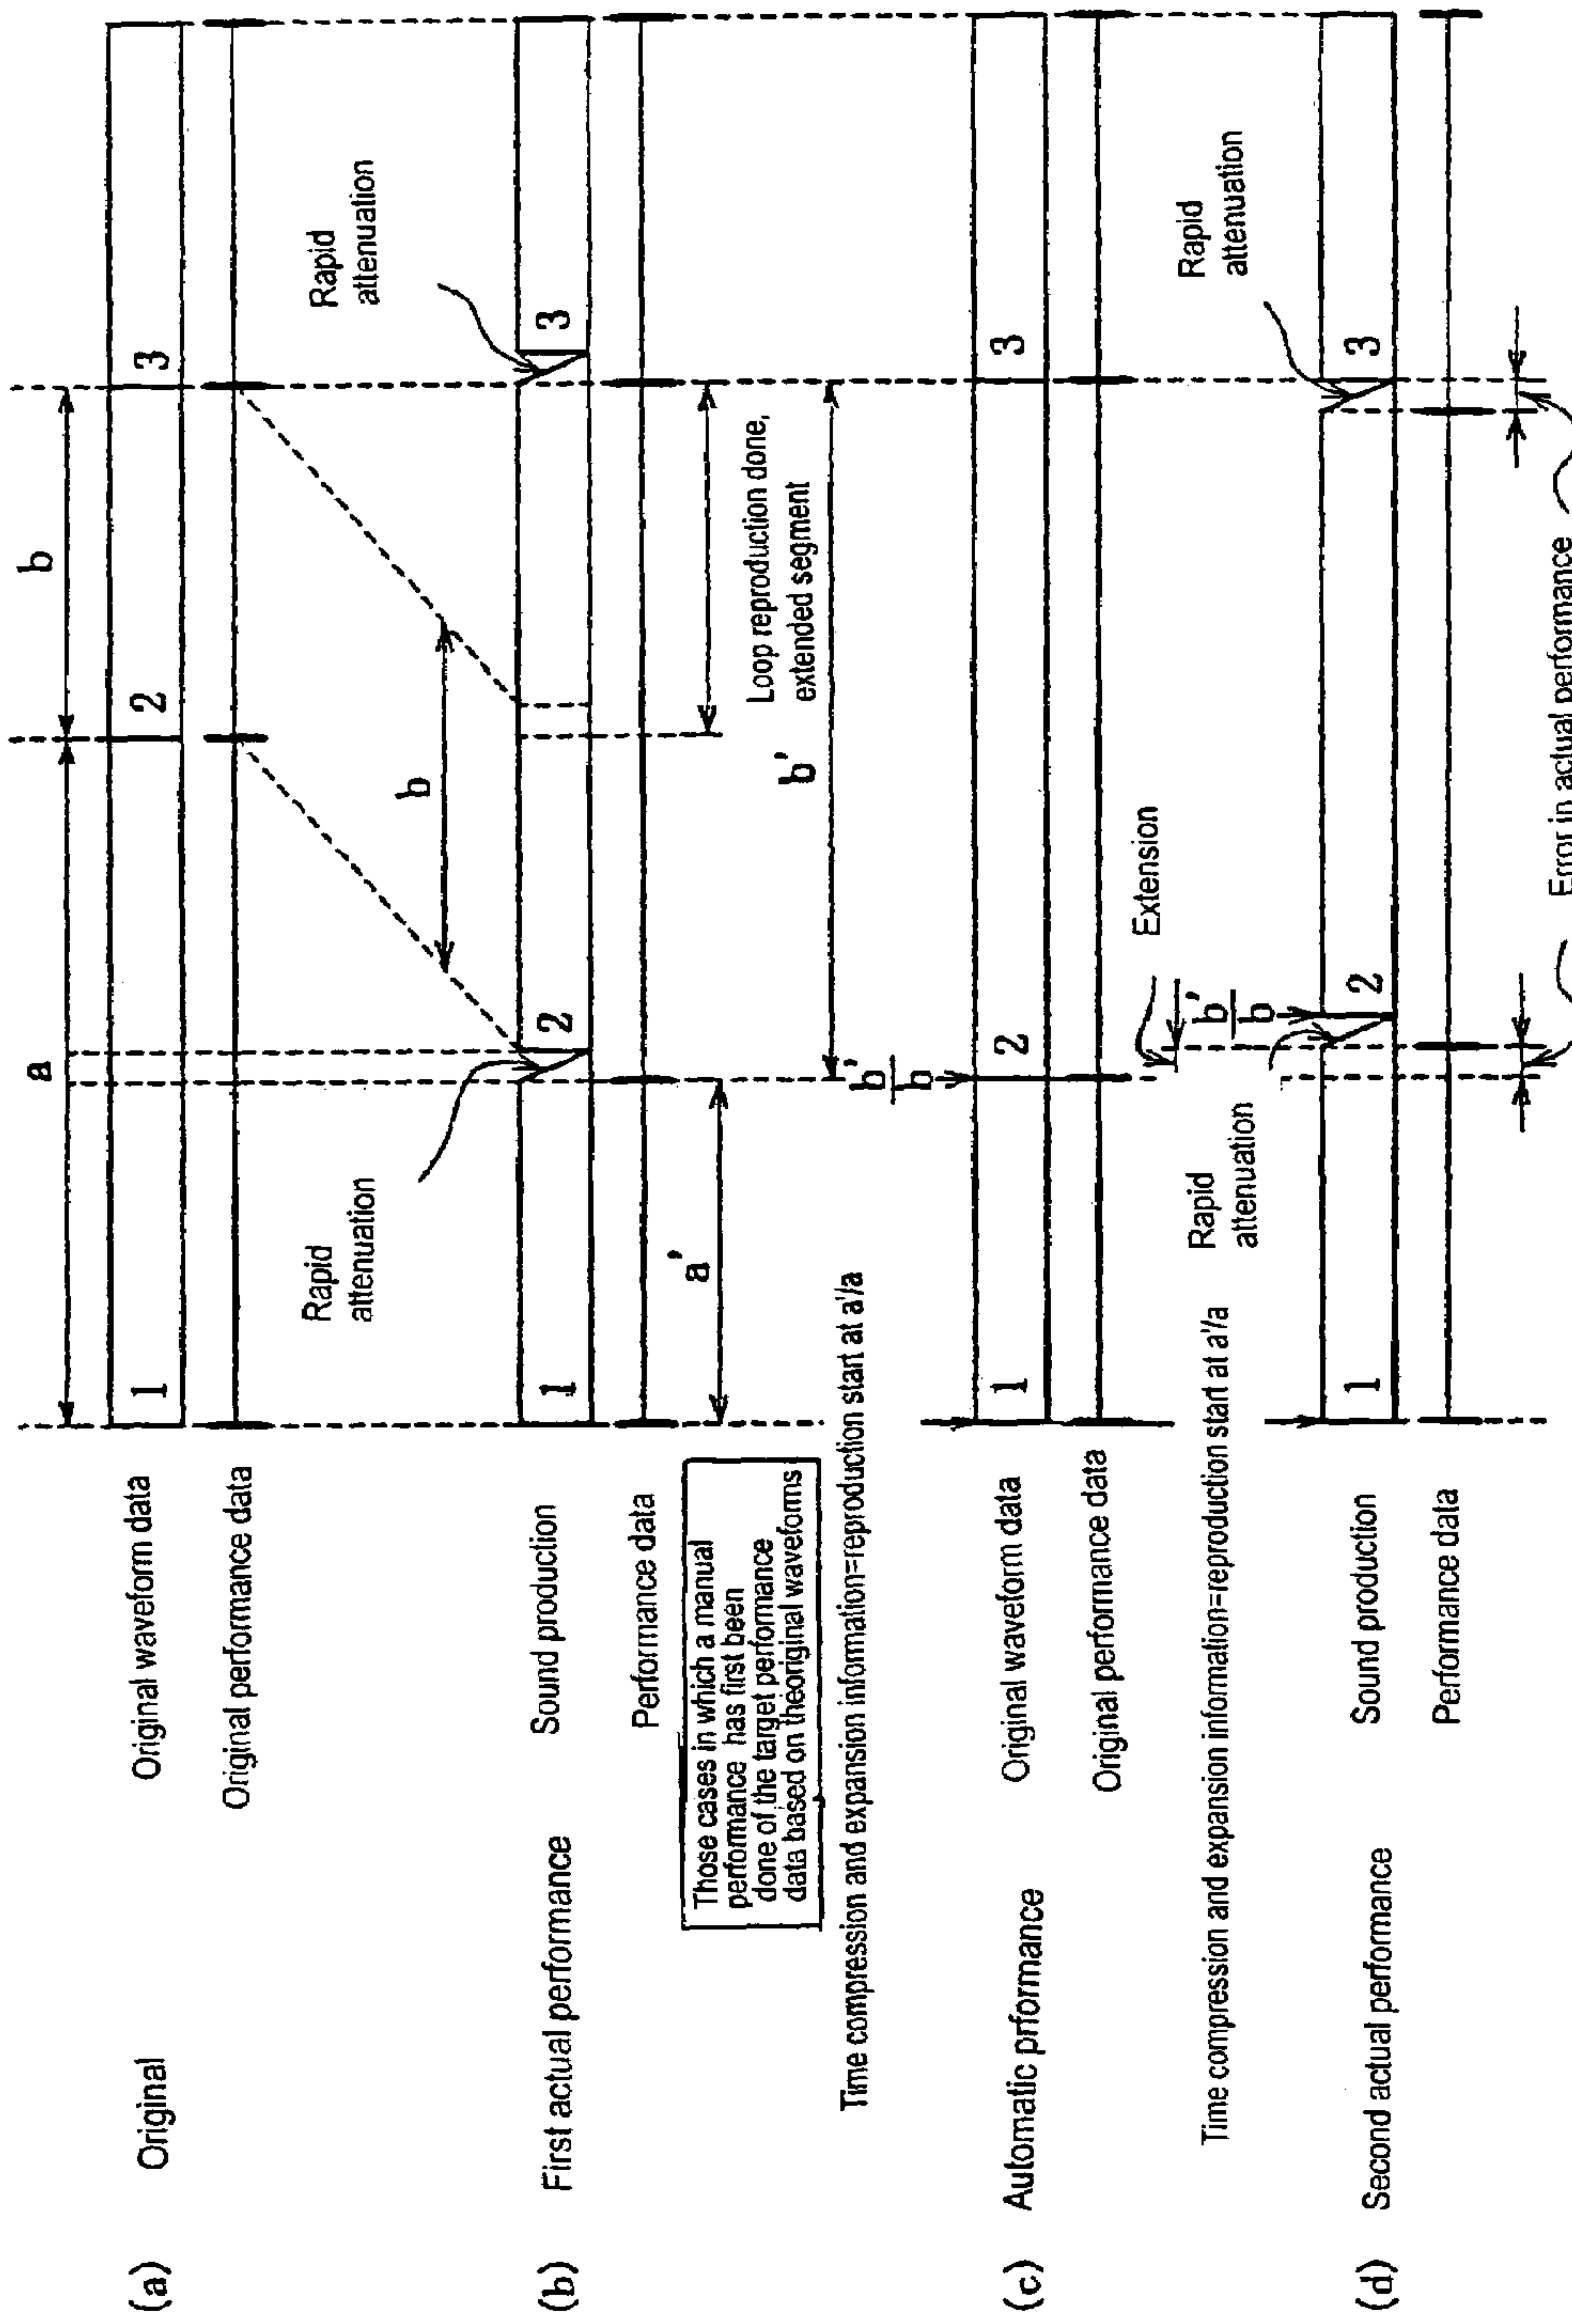 (a) Original
Original waveform data
Original performance data
a
b
1
2
3
Rapid
attenuation
b
Rapid
attenuation
(b) First actual performance
Sound production
Performance data
1
2
3
a'
Loop reproduction done,
extended segment
b'
Those cases in which a manual
performance has first been
done of the target performance
data based on theoriginal waveforms
Time compression and expansion information=reproduction start at a'/a
b'
b
(c) Automatic prformance
Original waveform data
Original performance data
1
2
3
Extension
Time compression and expansion information=reproduction start at a'/a
Rapid
attenuation
b'
b
Rapid
attenuation
(d) Second actual performance
Sound production
Performance data
1
2
3
Error in actual performance